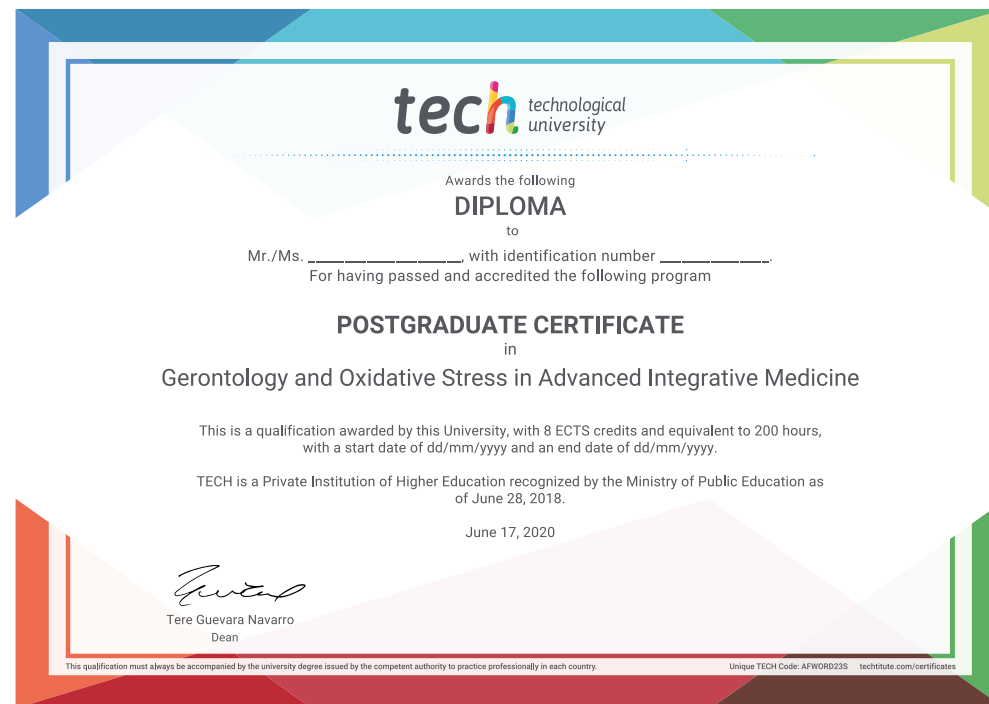 tech technological
university
Awards the following
DIPLOMA
to
Mr./Ms. ____________________, with identification number ______________.
For having passed and accredited the following program
POSTGRADUATE CERTIFICATE
in
Gerontology and Oxidative Stress in Advanced Integrative Medicine
This is a qualification awarded by this University, with 8 ECTS credits and equivalent to 200 hours,
with a start date of dd/mm/yyyy and an end date of dd/mm/yyyy.
TECH is a Private Institution of Higher Education recognized by the Ministry of Public Education as
of June 28, 2018.
June 17, 2020
Tere Guevara Navarro
Dean
This qualification must always be accompanied by the university degree issued by the competent authority to practice professionally in each country. Unique TECH Code: AFWORD23S techtitute.com/certificates